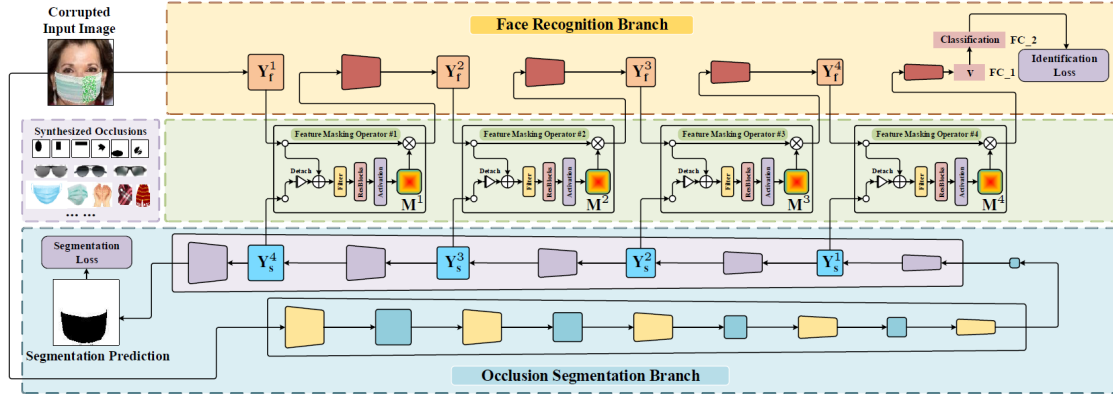 Corrupted
Input Image
Face Recognition Branch
Y_f^1
Y_f^2
Y_f^3
Y_f^4
Classification
FC_2
v
FC_1
Identification
Loss
Synthesized Occlusions
... ...
Feature Masking Operator #1
Detach
Filter
ResBlocks
Activation
M^1
Feature Masking Operator #2
Detach
Filter
ResBlocks
Activation
M^2
Feature Masking Operator #3
Detach
Filter
ResBlocks
Activation
M^3
Feature Masking Operator #4
Detach
Filter
ResBlocks
Activation
M^4
Segmentation
Loss
Y_s^4
Y_s^3
Y_s^2
Y_s^1
Segmentation Prediction
Occlusion Segmentation Branch